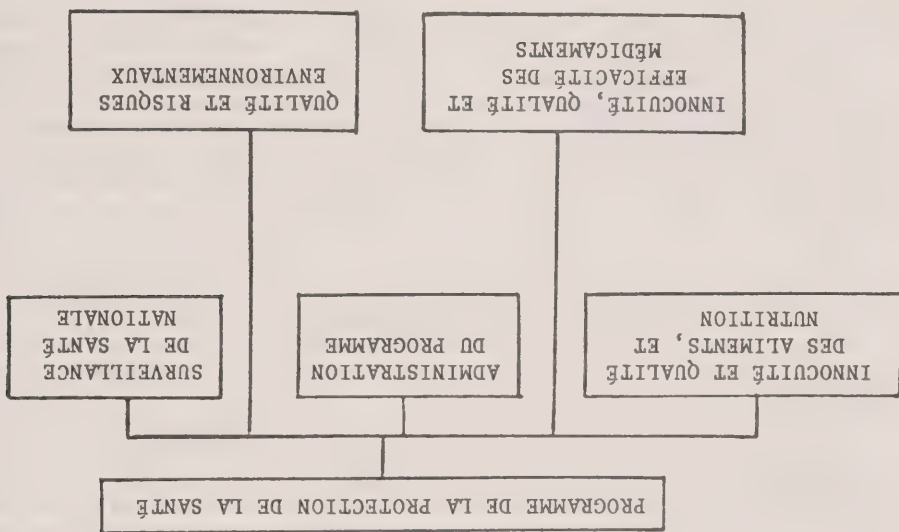 PROGRAMME DE LA PROTECTION DE LA SANTÉ
INNOCUITÉ ET QUALITÉ
DES ALIMENTS, ET
NUTRITION
ADMINISTRATION
DU PROGRAMME
SURVEILLANCE
DE LA SANTÉ
NATIONALE
INNOCUITÉ, QUALITÉ ET
EFFICACITÉ DES
MÉDICAMENTS
QUALITÉ ET RISQUES
ENVIRONNEMENTAUX